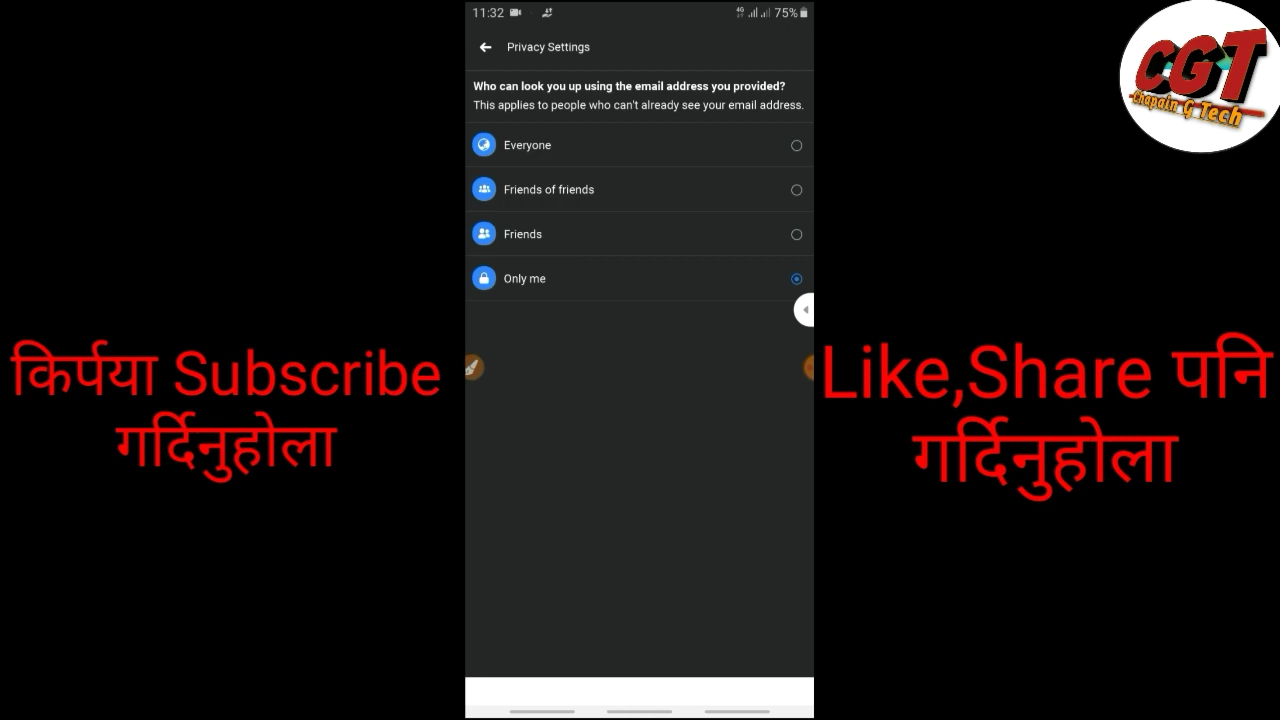 11:32
4G 75%
Privacy Settings
Who can look you up using the email address you provided?
This applies to people who can't already see your email address.
Everyone
Friends of friends
Friends
Only me
किर्पया Subscribe
गर्दिनुहोला
Like,Share पनि
गर्दिनुहोला
CGT
Chapain G Tech